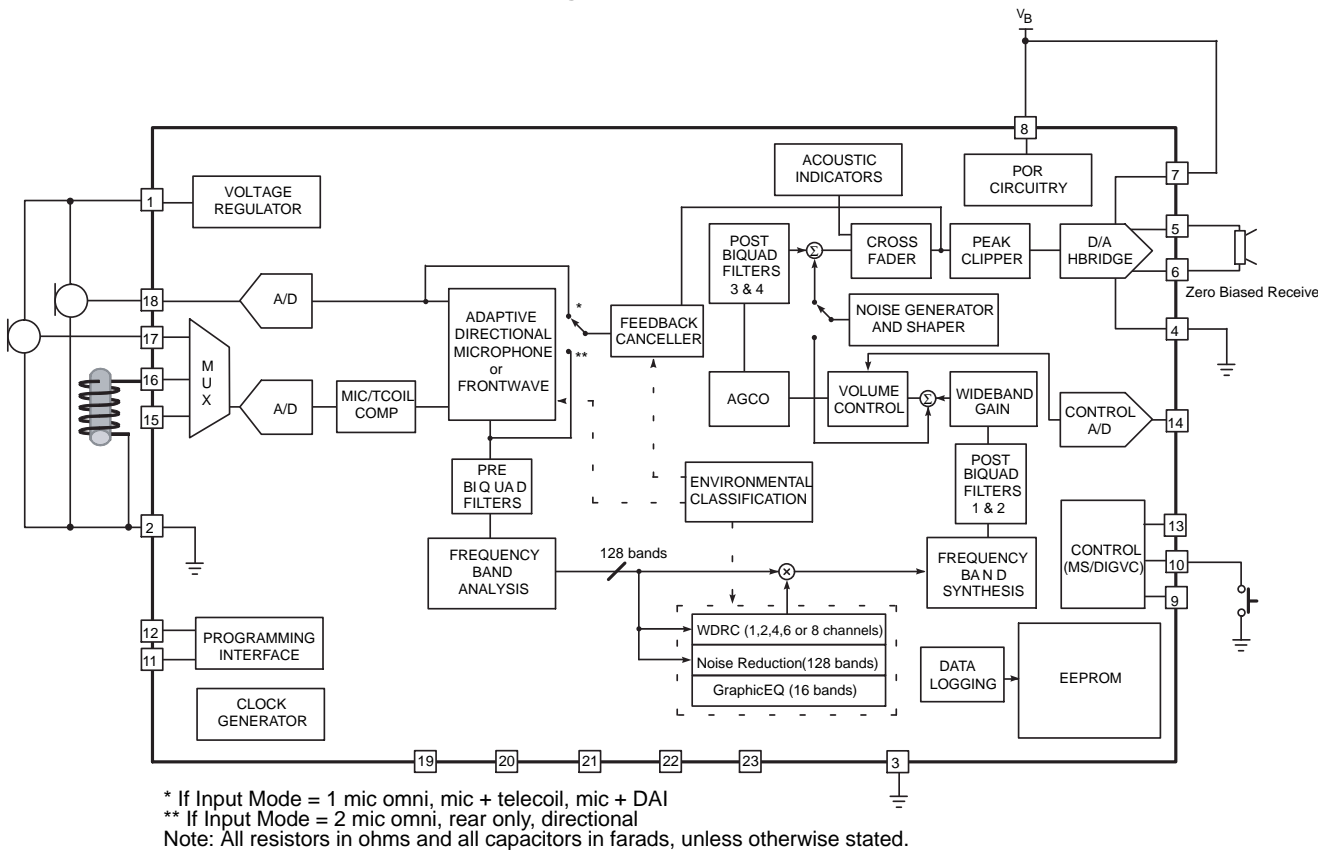 VB
8
ACOUSTIC
INDICATORS
POR
CIRCUITRY
7
1
VOLTAGE
REGULATOR
5
POST
BIQUAD
FILTERS
3 & 4
Σ
CROSS
FADER
PEAK
CLIPPER
D/A
HBRIDGE
6
Zero Biased Receive
18
A/D
ADAPTIVE
DIRECTIONAL
MICROPHONE
or
FRONTWAVE
*
**
FEEDBACK
CANCELLER
NOISE GENERATOR
AND SHAPER
4
17
MUX
16
15
A/D
MIC/TCOIL
COMP
AGCO
VOLUME
CONTROL
Σ
WIDEBAND
GAIN
CONTROL
A/D
14
PRE
BIQUAD
FILTERS
ENVIRONMENTAL
CLASSIFICATION
POST
BIQUAD
FILTERS
1 & 2
2
13
FREQUENCY
BAND
ANALYSIS
128 bands
×
FREQUENCY
BAND
SYNTHESIS
CONTROL
(MS/DIGVC)
10
9
12
11
PROGRAMMING
INTERFACE
WDRC (1,2,4,6 or 8 channels)
Noise Reduction(128 bands)
GraphicEQ (16 bands)
DATA
LOGGING
EEPROM
CLOCK
GENERATOR
19 20 21 22 23 3
* If Input Mode = 1 mic omni, mic + telecoil, mic + DAI
** If Input Mode = 2 mic omni, rear only, directional
Note: All resistors in ohms and all capacitors in farads, unless otherwise stated.